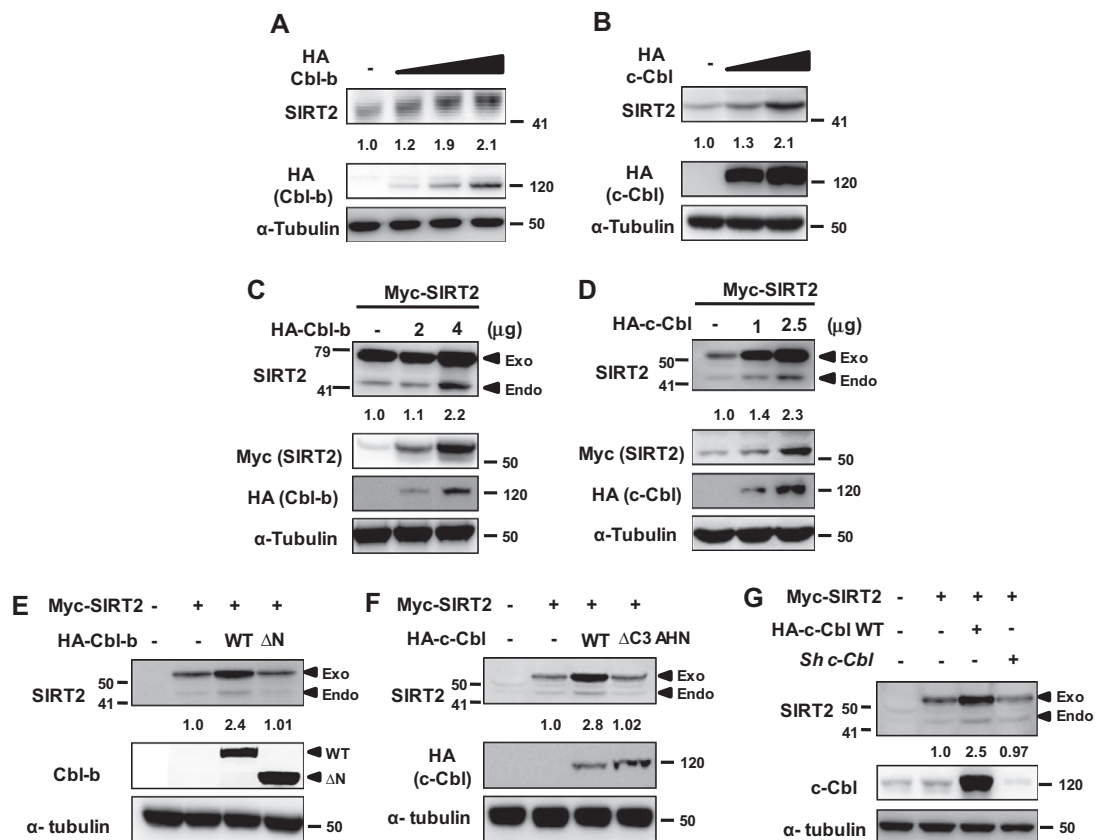 A
HA
Cbl-b
-
SIRT2
41
1.0 1.2 1.9 2.1
HA
(Cbl-b)
120
α-Tubulin
50
B
HA
c-Cbl
-
SIRT2
41
1.0 1.3 2.1
HA
(c-Cbl)
120
α-Tubulin
50
C
Myc-SIRT2
HA-Cbl-b - 2 4 (μg)
79
Exo
SIRT2
41
Endo
1.0 1.1 2.2
Myc (SIRT2)
50
HA (Cbl-b)
120
α-Tubulin
50
D
Myc-SIRT2
HA-c-Cbl - 1 2.5 (μg)
50
Exo
SIRT2
41
Endo
1.0 1.4 2.3
Myc (SIRT2)
50
HA (c-Cbl)
120
α-Tubulin
50
E
Myc-SIRT2 - + + +
HA-Cbl-b - - WT ΔN
Exo
50
SIRT2
Endo
41
1.0 2.4 1.01
WT
Cbl-b
ΔN
α- tubulin
50
F
Myc-SIRT2 - + + +
HA-c-Cbl - - WT ΔC3 AHN
Exo
50
SIRT2
Endo
41
1.0 2.8 1.02
HA
(c-Cbl)
120
α- tubulin
50
G
Myc-SIRT2 - + + +
HA-c-Cbl WT - - + -
Sh c-Cbl - - - +
Exo
SIRT2
50
Endo
41
1.0 2.5 0.97
c-Cbl
120
α- tubulin
50